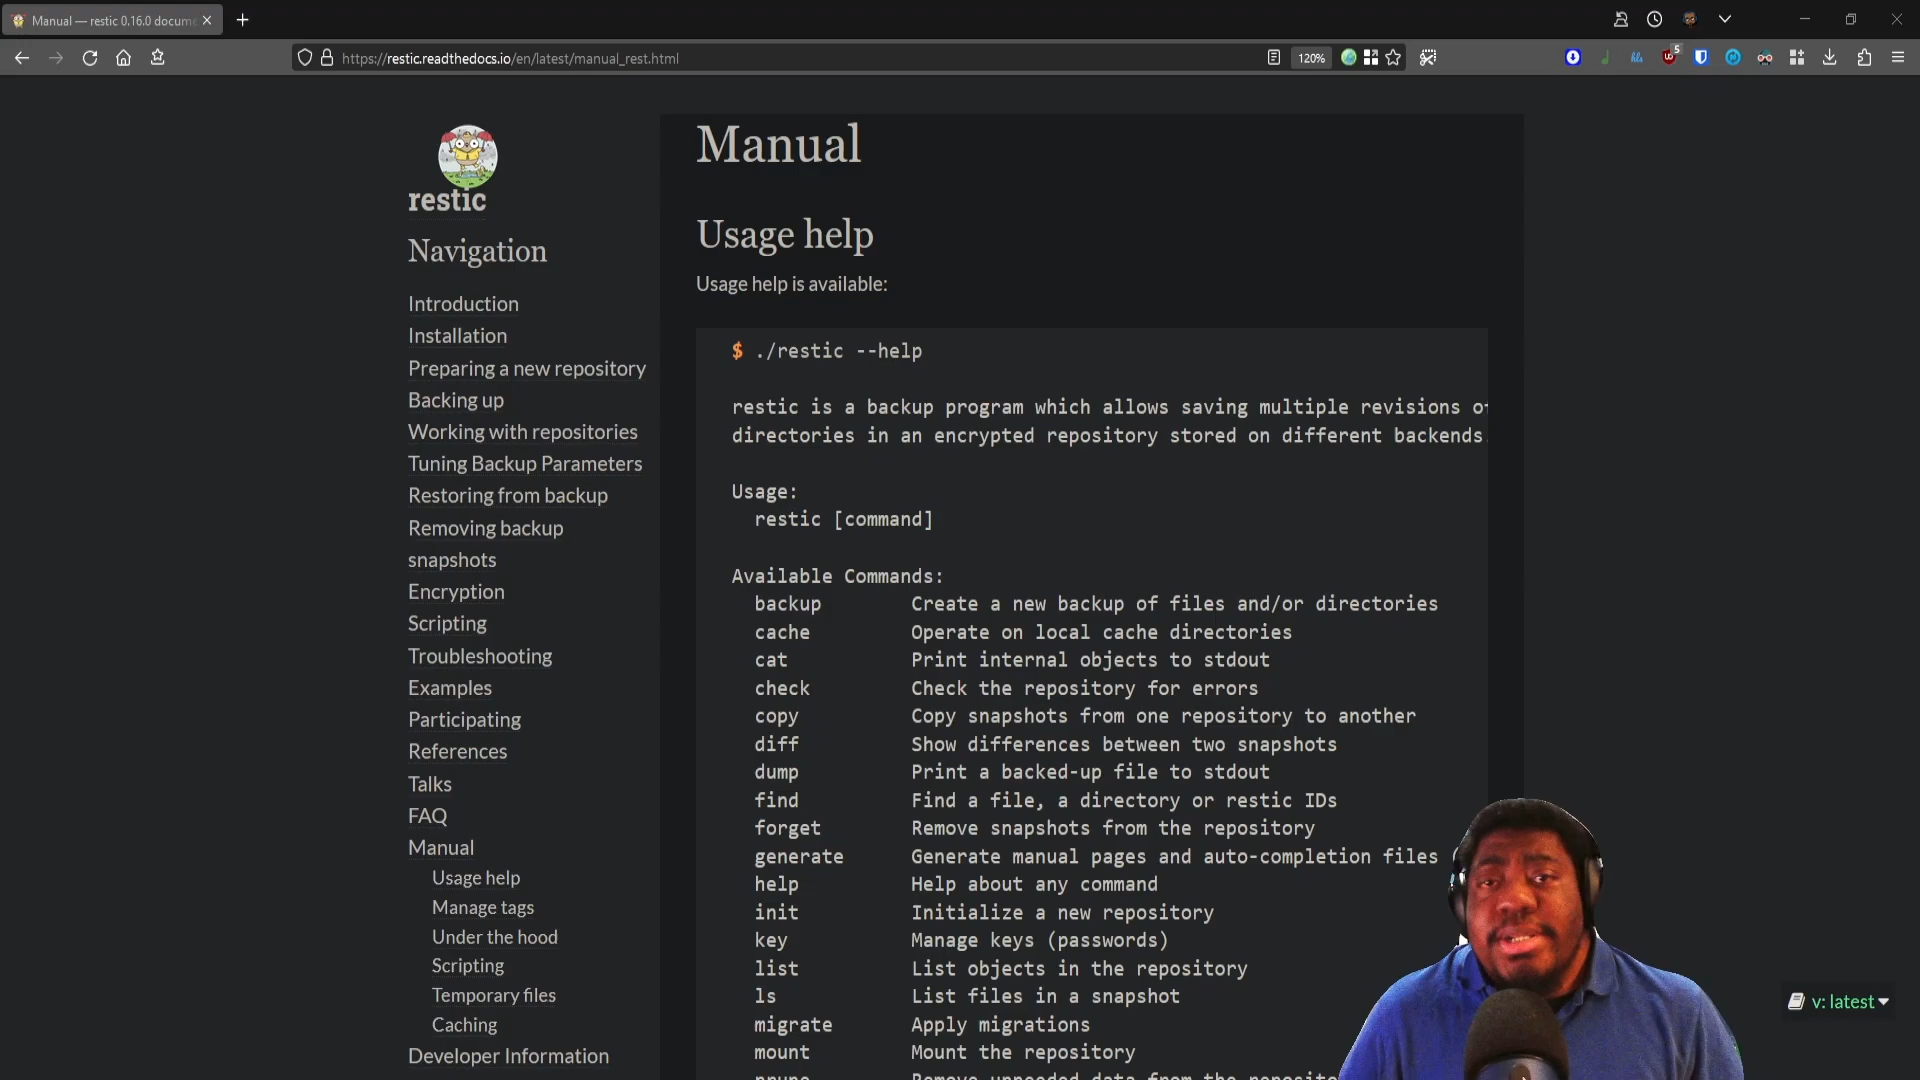 Manual — restic 0.16.0 docume
https://restic.readthedocs.io/en/latest/manual_rest.html
120%
5
restic
Navigation
Introduction
Installation
Preparing a new repository
Backing up
Working with repositories
Tuning Backup Parameters
Restoring from backup
Removing backup
snapshots
Encryption
Scripting
Troubleshooting
Examples
Participating
References
Talks
FAQ
Manual
Usage help
Manage tags
Under the hood
Scripting
Temporary files
Caching
Developer Information
Manual
Usage help
Usage help is available:
$ ./restic --help
restic is a backup program which allows saving multiple revisions of
directories in an encrypted repository stored on different backends.
Usage:
restic [command]
Available Commands:
backup Create a new backup of files and/or directories
cache Operate on local cache directories
cat Print internal objects to stdout
check Check the repository for errors
copy Copy snapshots from one repository to another
diff Show differences between two snapshots
dump Print a backed-up file to stdout
find Find a file, a directory or restic IDs
forget Remove snapshots from the repository
generate Generate manual pages and auto-completion files
help Help about any command
init Initialize a new repository
key Manage keys (passwords)
list List objects in the repository
ls List files in a snapshot
migrate Apply migrations
mount Mount the repository
prune Remove unneeded data from the reposito
v: latest